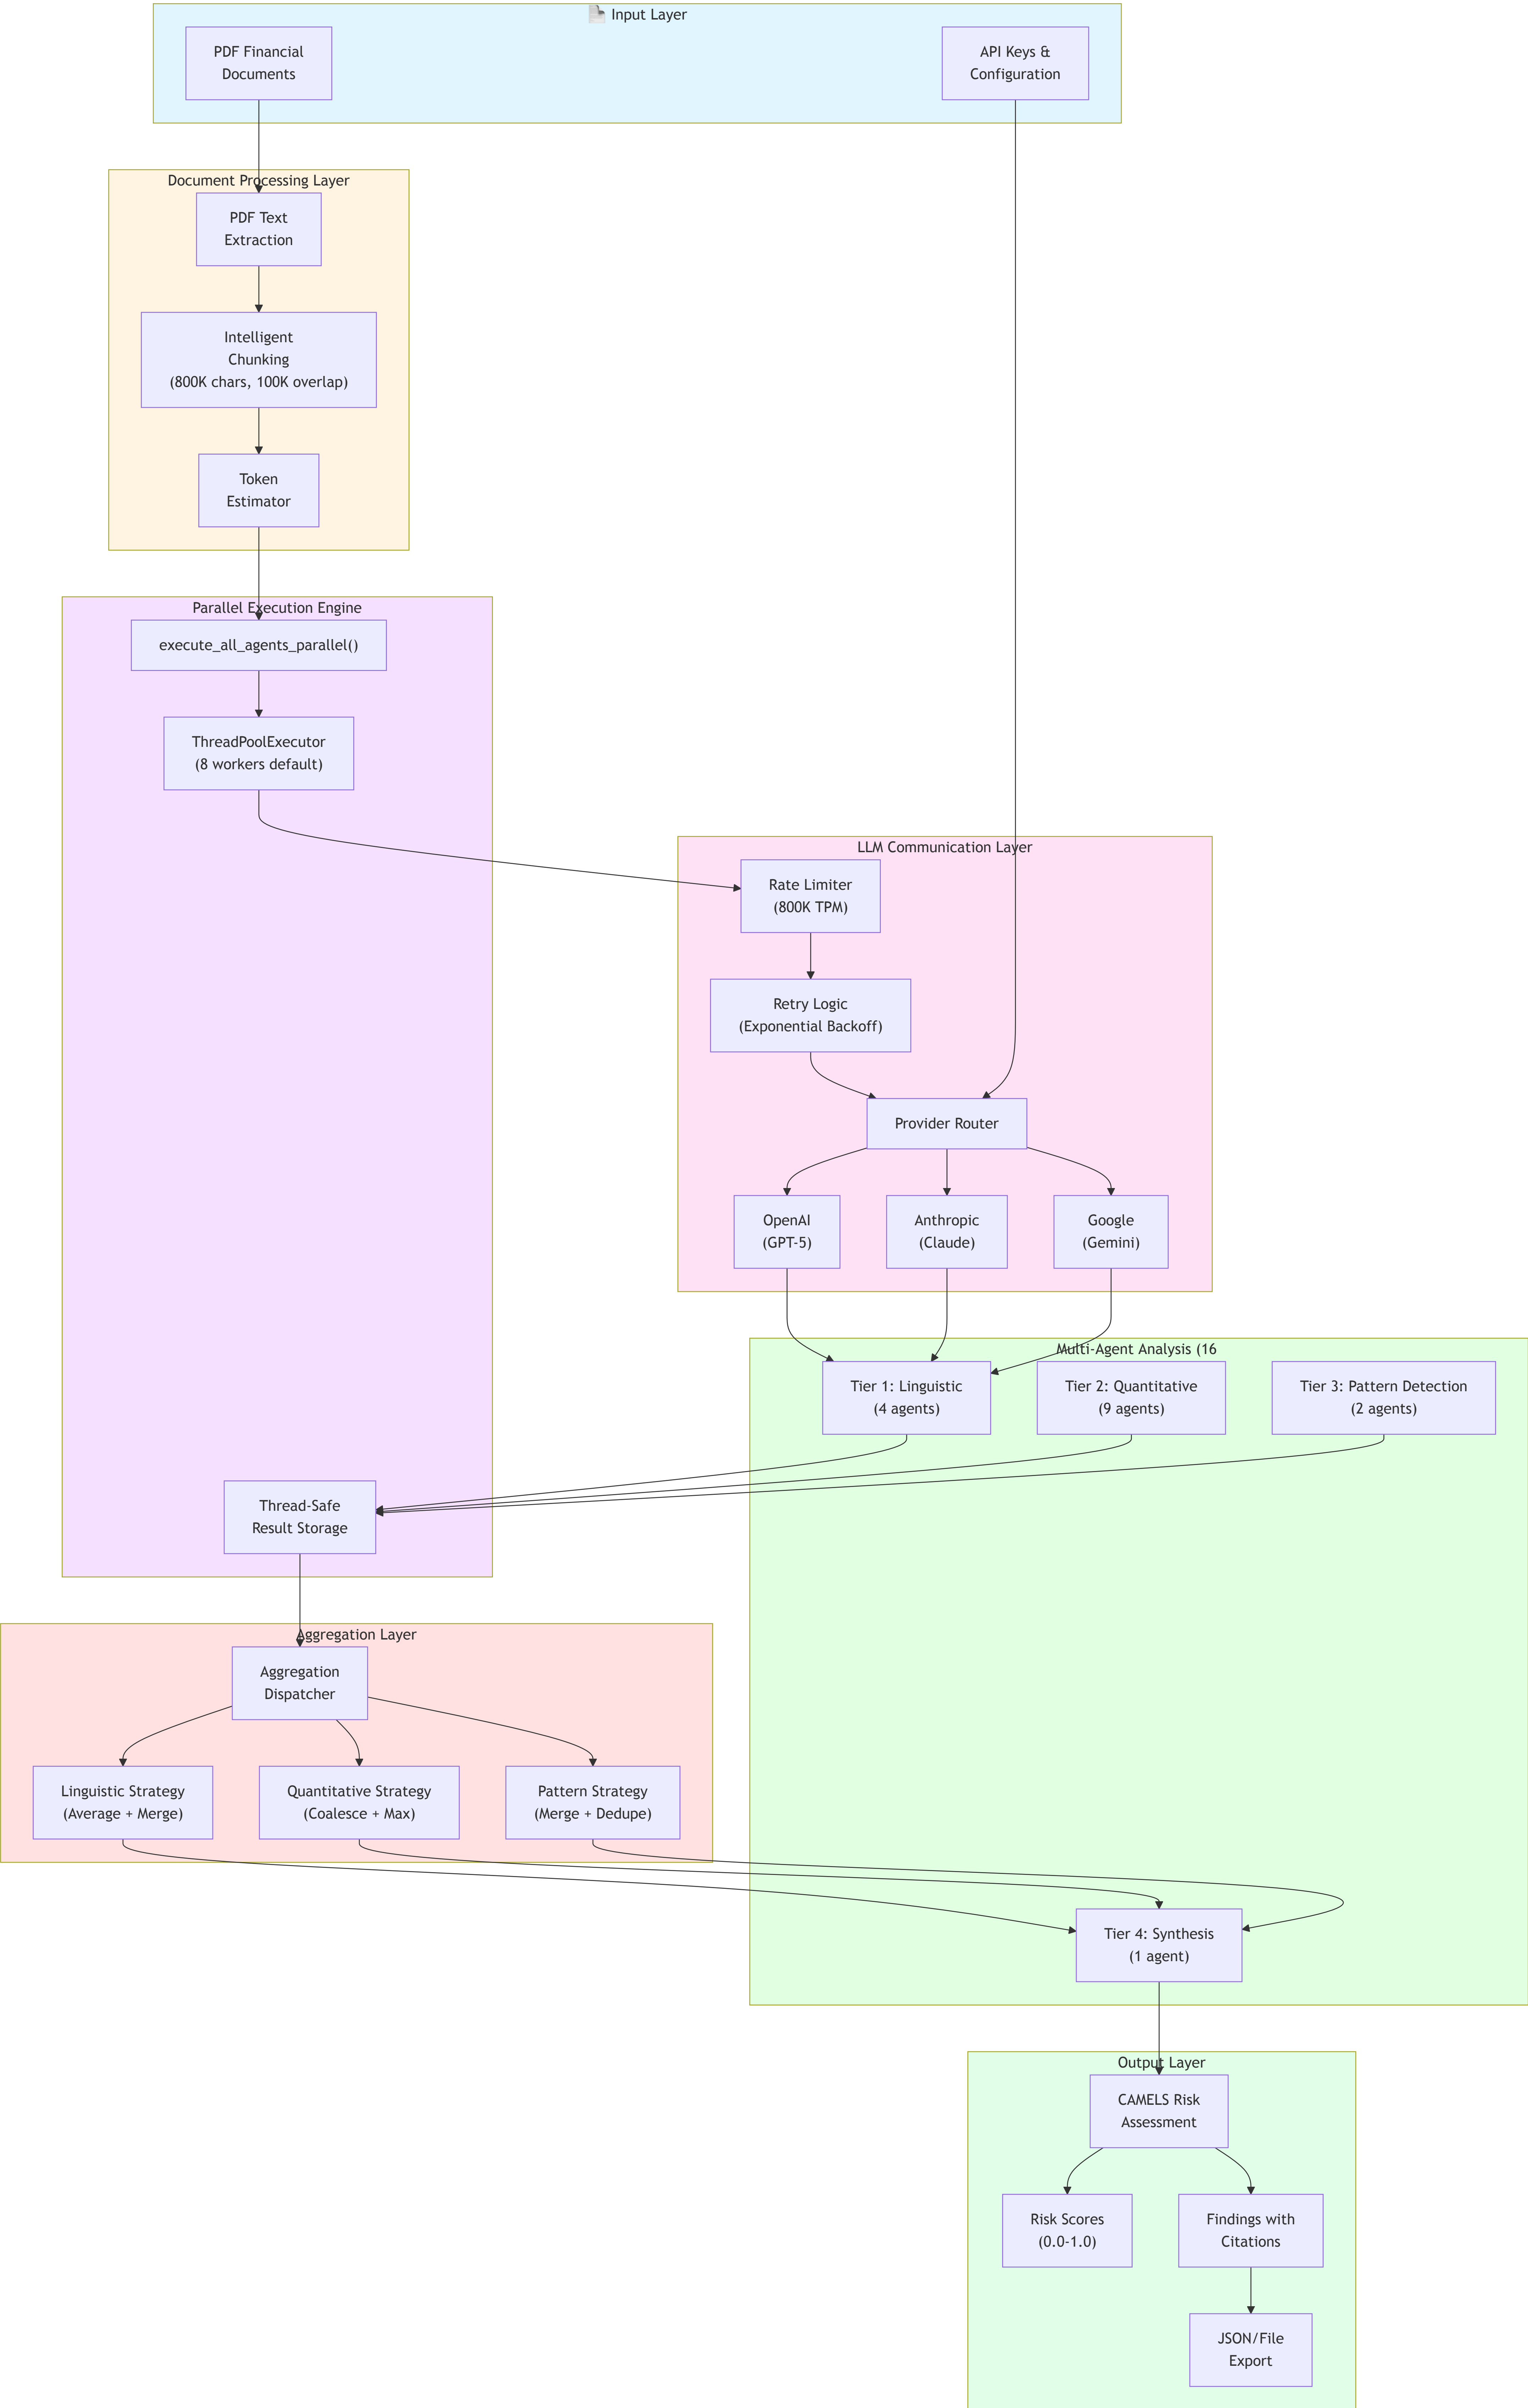 Input Layer
PDF Financial
Documents
API Keys &
Configuration
Document Processing Layer
PDF Text
Extraction
Intelligent
Chunking
(800K chars, 100K overlap)
Token
Estimator
Parallel Execution Engine
execute_all_agents_parallel()
ThreadPoolExecutor
(8 workers default)
LLM Communication Layer
Rate Limiter
(800K TPM)
Retry Logic
(Exponential Backoff)
Provider Router
OpenAI
(GPT-5)
Anthropic
(Claude)
Google
(Gemini)
Multi-Agent Analysis (16
Tier 1: Linguistic
(4 agents)
Tier 2: Quantitative
(9 agents)
Tier 3: Pattern Detection
(2 agents)
Thread-Safe
Result Storage
Aggregation Layer
Aggregation
Dispatcher
Linguistic Strategy
(Average + Merge)
Quantitative Strategy
(Coalesce + Max)
Pattern Strategy
(Merge + Dedupe)
Tier 4: Synthesis
(1 agent)
Output Layer
CAMELS Risk
Assessment
Risk Scores
(0.0-1.0)
Findings with
Citations
JSON/File
Export